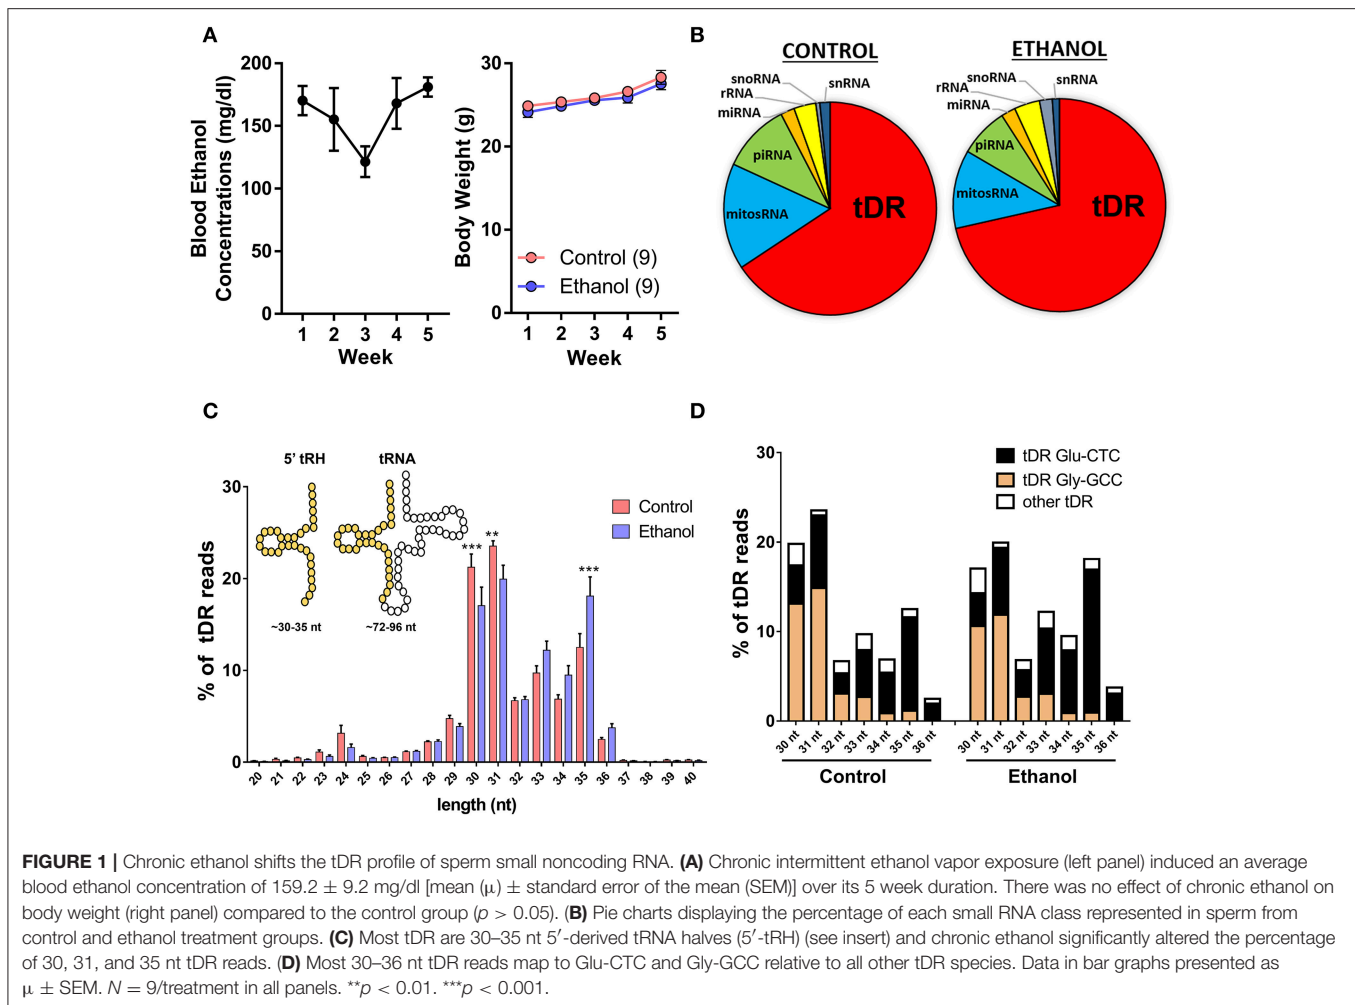 A
200
150
100
50
0
Blood Ethanol
Concentrations (mg/dl)
1 2 3 4 5
Week
30
20
10
0
Body Weight (g)
Control (9)
Ethanol (9)
1 2 3 4 5
Week
B
CONTROL
snoRNA
snRNA
rRNA
miRNA
piRNA
mitosRNA
tDR
ETHANOL
snoRNA
snRNA
rRNA
miRNA
piRNA
mitosRNA
tDR
C
5' tRH
tRNA
~30-35 nt
~72-96 nt
Control
Ethanol
30
20
10
0
% of tDR reads
***
**
***
20 21 22 23 24 25 26 27 28 29 30 31 32 33 34 35 36 37 38 39 40
length (nt)
D
tDR Glu-CTC
tDR Gly-GCC
other tDR
30
20
10
0
% of tDR reads
30 nt 31 nt 32 nt 33 nt 34 nt 35 nt 36 nt
30 nt 31 nt 32 nt 33 nt 34 nt 35 nt 36 nt
Control
Ethanol
FIGURE 1 | Chronic ethanol shifts the tDR profile of sperm small noncoding RNA. (A) Chronic intermittent ethanol vapor exposure (left panel) induced an average
blood ethanol concentration of 159.2 ± 9.2 mg/dl [mean (μ) ± standard error of the mean (SEM)] over its 5 week duration. There was no effect of chronic ethanol on
body weight (right panel) compared to the control group (p > 0.05). (B) Pie charts displaying the percentage of each small RNA class represented in sperm from
control and ethanol treatment groups. (C) Most tDR are 30–35 nt 5′-derived tRNA halves (5′-tRH) (see insert) and chronic ethanol significantly altered the percentage
of 30, 31, and 35 nt tDR reads. (D) Most 30–36 nt tDR reads map to Glu-CTC and Gly-GCC relative to all other tDR species. Data in bar graphs presented as
μ ± SEM. N = 9/treatment in all panels. **p < 0.01. ***p < 0.001.